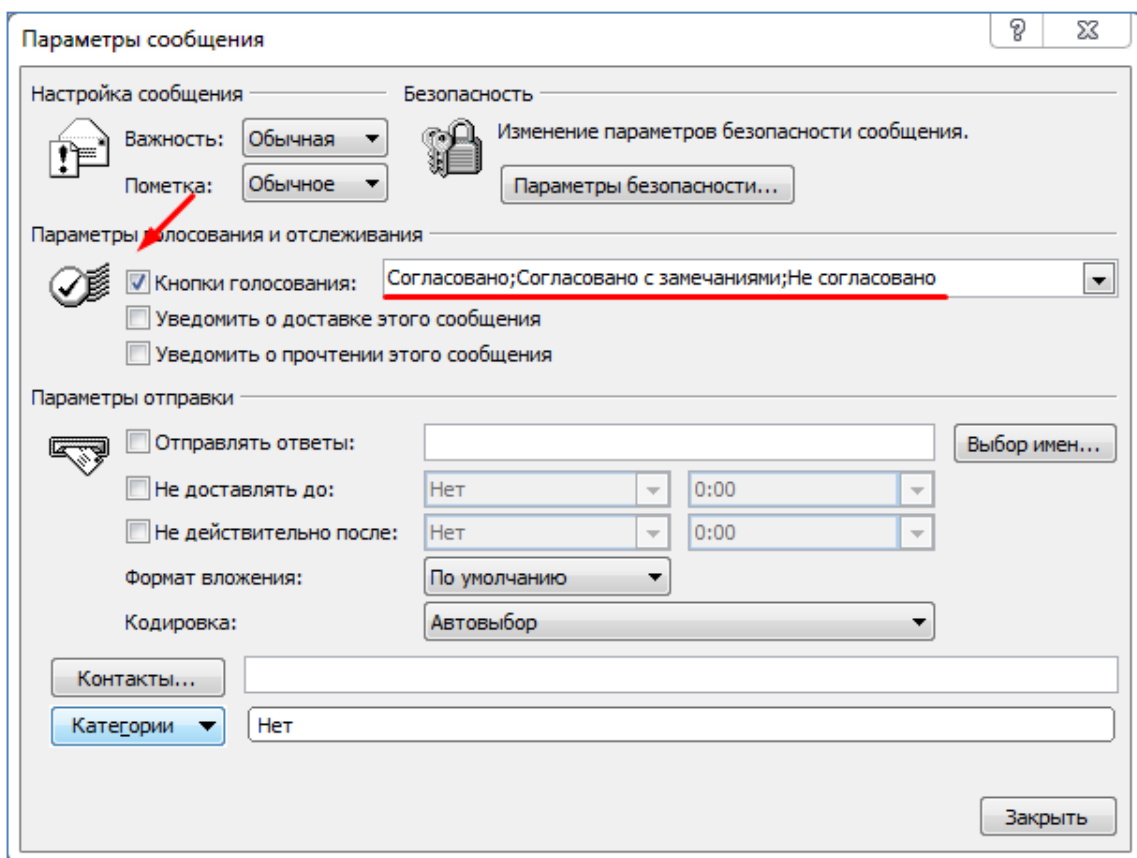 Параметры сообщения
Настройка сообщения
Безопасность
Важность: Обычная
Изменение параметров безопасности сообщения.
Пометка: Обычное
Параметры безопасности...
Параметры голосования и отслеживания
Кнопки голосования: Согласовано;Согласовано с замечаниями;Не согласовано
Уведомить о доставке этого сообщения
Уведомить о прочтении этого сообщения
Параметры отправки
Отправлять ответы: Выбор имен...
Не доставлять до: Нет 0:00
Не действительно после: Нет 0:00
Формат вложения: По умолчанию
Кодировка: Автовыбор
Контакты...
Категории Нет
Закрыть